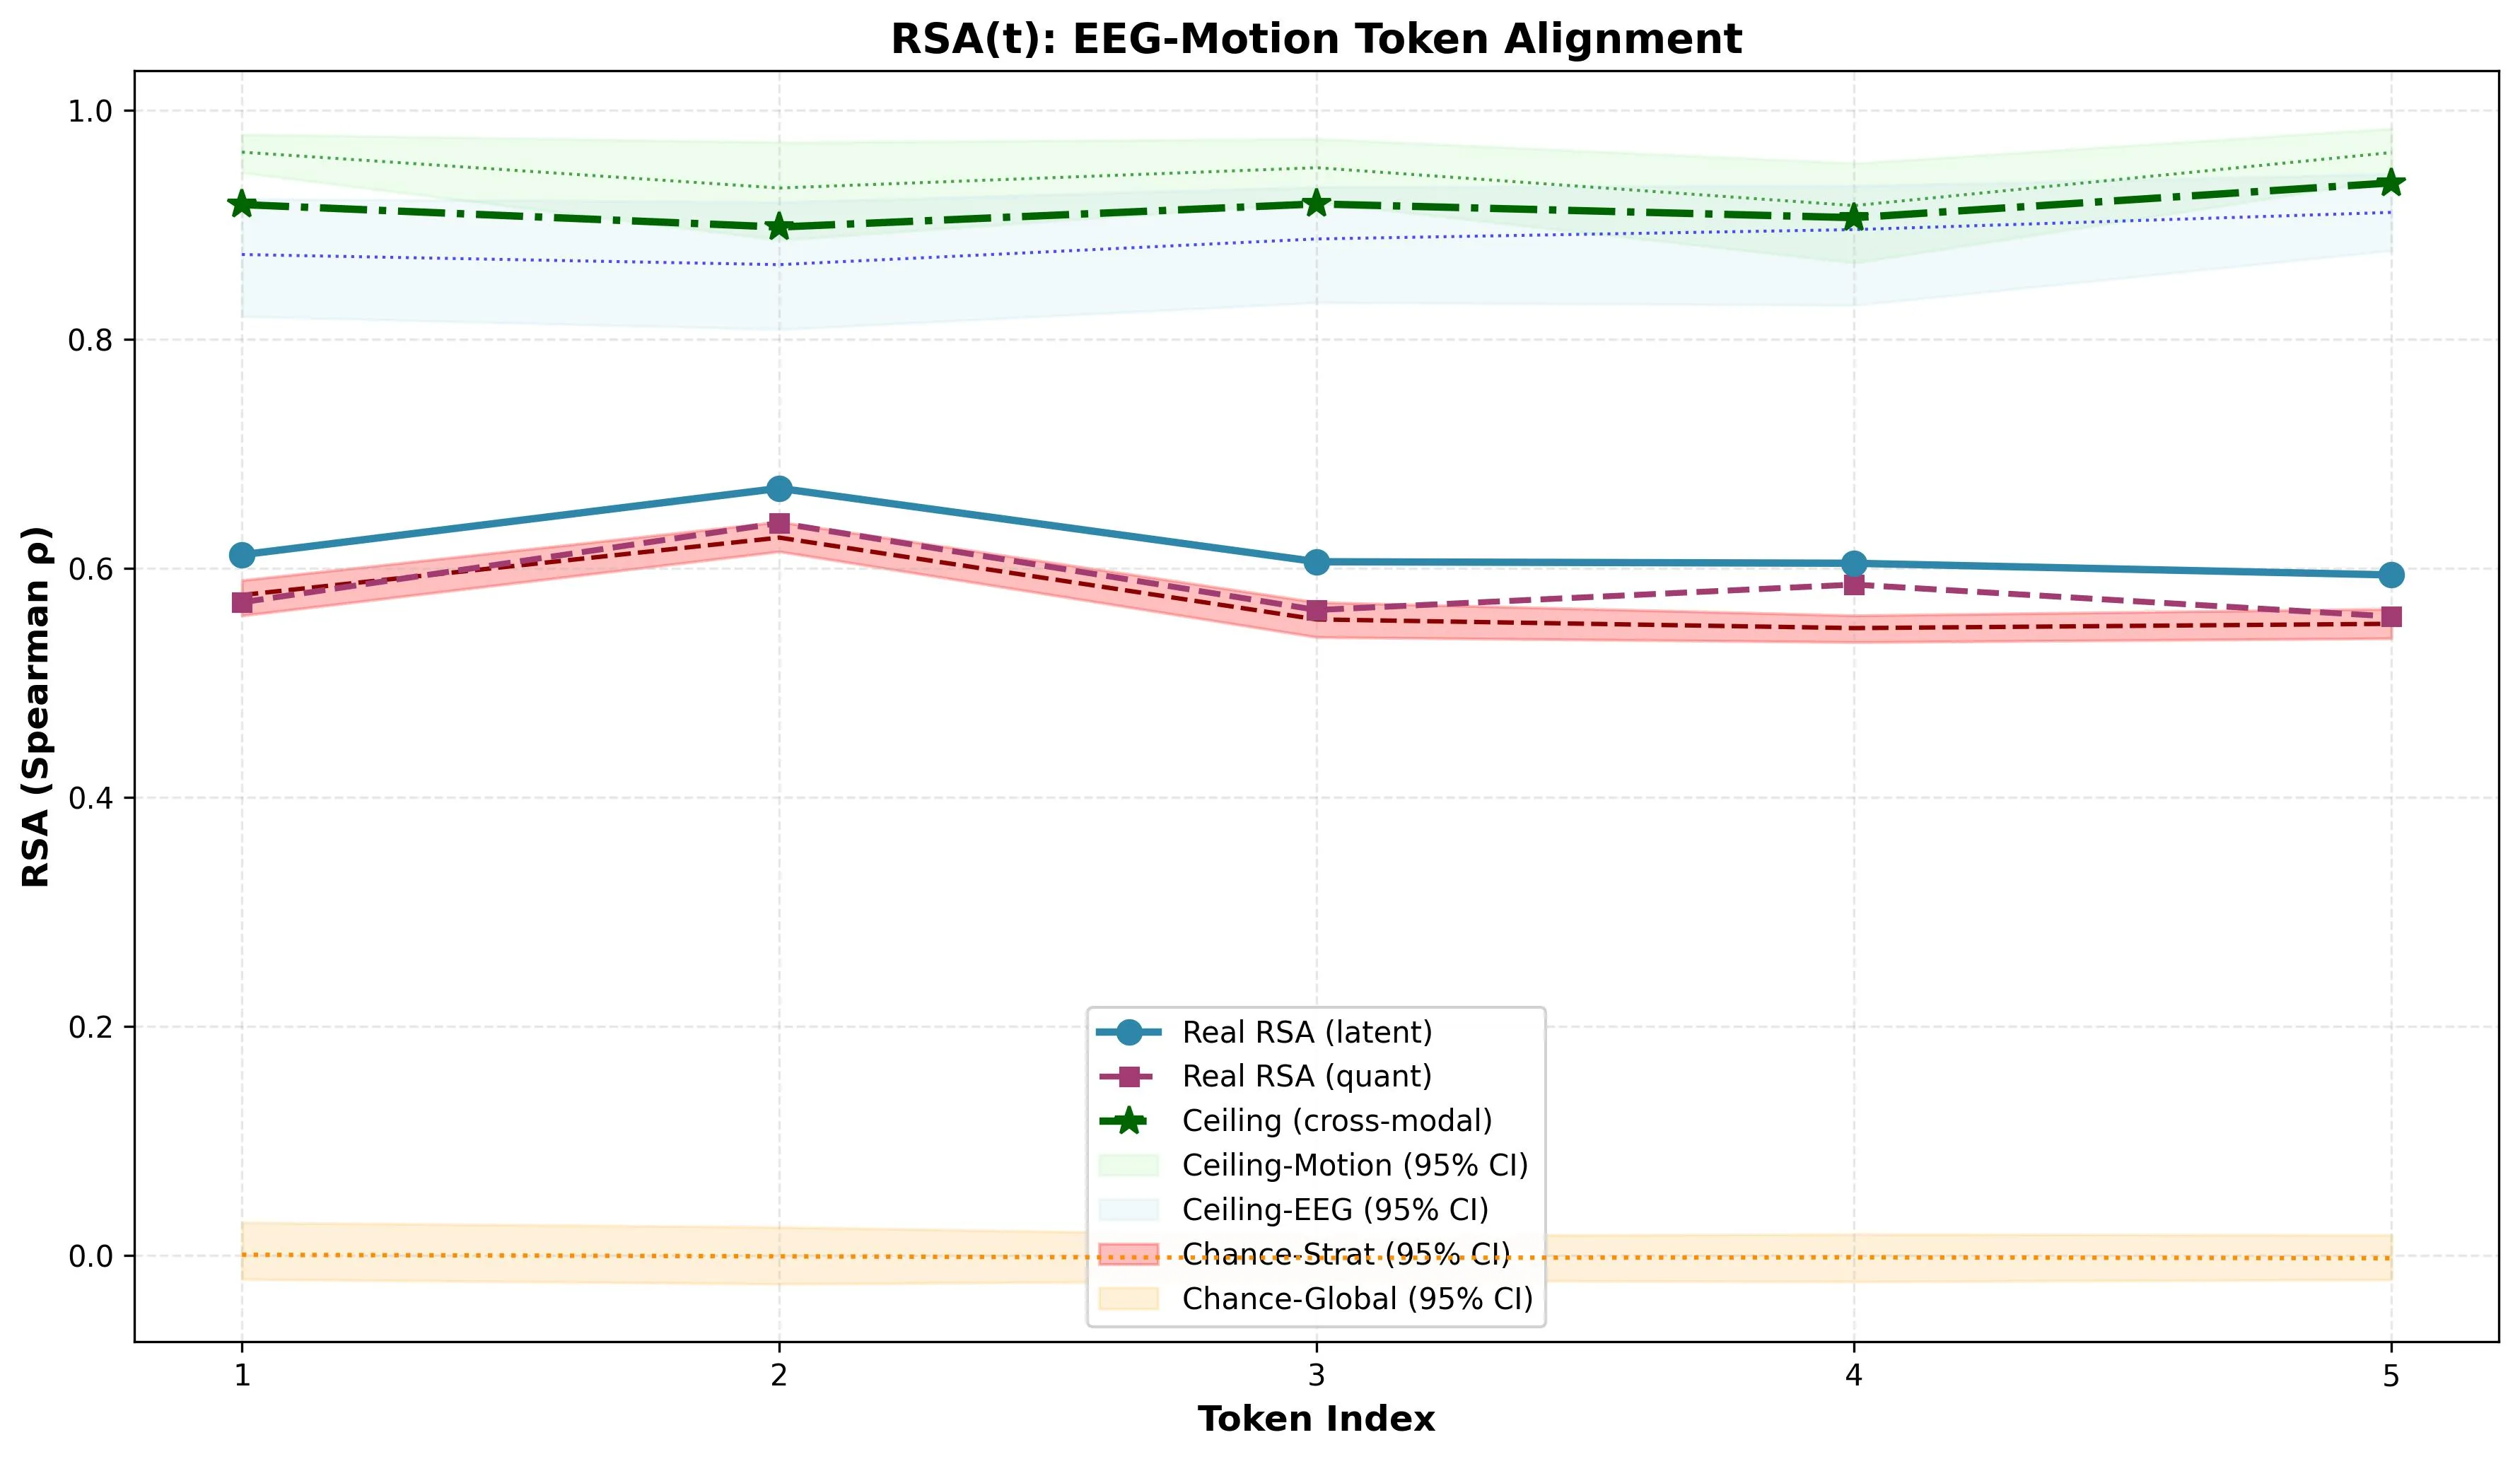 RSA(t): EEG-Motion Token Alignment
RSA (Spearman ρ)
1.0
0.8
0.6
0.4
0.2
0.0
Real RSA (latent)
Real RSA (quant)
Ceiling (cross-modal)
Ceiling-Motion (95% CI)
Ceiling-EEG (95% CI)
Chance-Strat (95% CI)
Chance-Global (95% CI)
1 2 3 4 5
Token Index